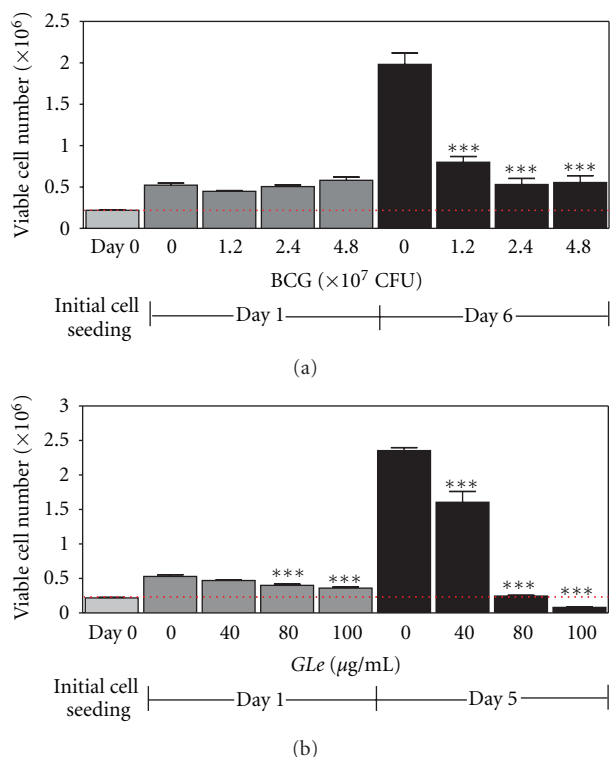 Viable cell number (×10⁶)
2.5
2
1.5
1
0.5
0
*** *** ***
Day 0 0 1.2 2.4 4.8 0 1.2 2.4 4.8
BCG (×10⁷ CFU)
Initial cell
seeding
Day 1 Day 6
(a)
Viable cell number (×10⁶)
3
2.5
2
1.5
1
0.5
0
*** *** *** *** ***
Day 0 0 40 80 100 0 40 80 100
GLe (µg/mL)
Initial cell
seeding
Day 1 Day 5
(b)